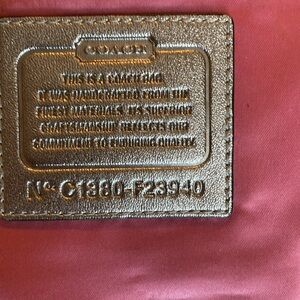 COACH
THIS IS A COACH BAG.
IT WAS HANDCRAFTED FROM THE
FINEST MATERIALS. ITS SUPERIOR
CRAFTSMANSHIP REFLECTS OUR
COMMITMENT TO ENDURING QUALITY.
Nº C1380-F23940